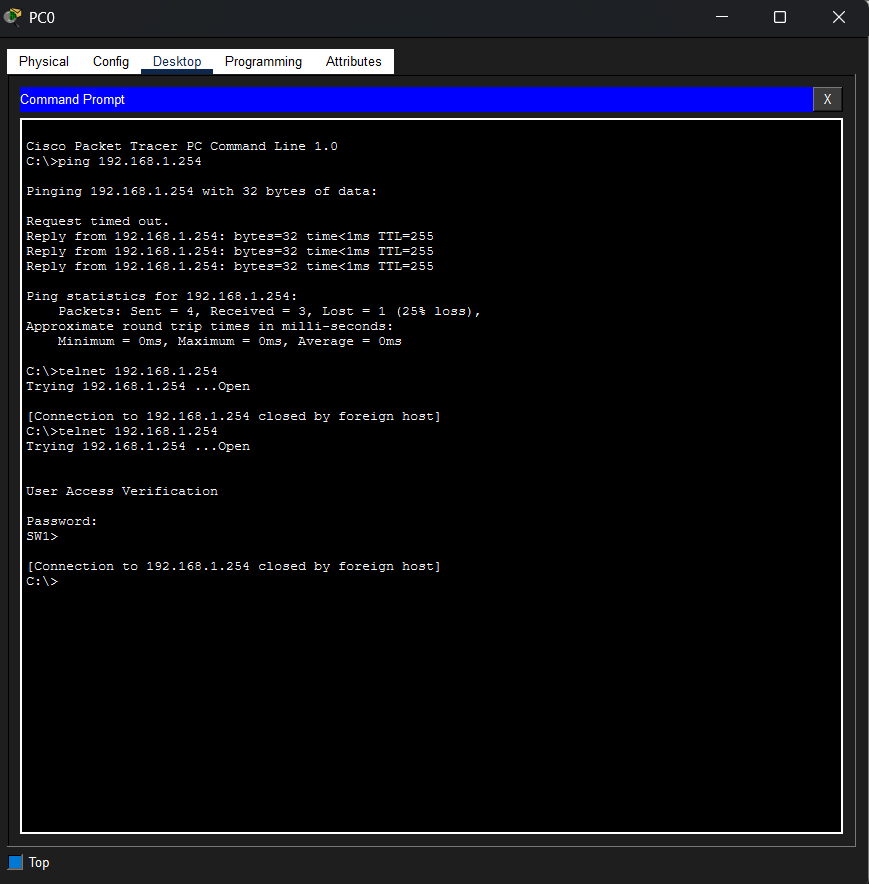 PC0
Physical Config Desktop Programming Attributes
Command Prompt X
Cisco Packet Tracer PC Command Line 1.0
C:\>ping 192.168.1.254
Pinging 192.168.1.254 with 32 bytes of data:
Request timed out.
Reply from 192.168.1.254: bytes=32 time<1ms TTL=255
Reply from 192.168.1.254: bytes=32 time<1ms TTL=255
Reply from 192.168.1.254: bytes=32 time<1ms TTL=255
Ping statistics for 192.168.1.254:
Packets: Sent = 4, Received = 3, Lost = 1 (25% loss),
Approximate round trip times in milli-seconds:
Minimum = 0ms, Maximum = 0ms, Average = 0ms
C:\>telnet 192.168.1.254
Trying 192.168.1.254 ...Open
[Connection to 192.168.1.254 closed by foreign host]
C:\>telnet 192.168.1.254
Trying 192.168.1.254 ...Open
User Access Verification
Password:
SW1>
[Connection to 192.168.1.254 closed by foreign host]
C:\>
Top